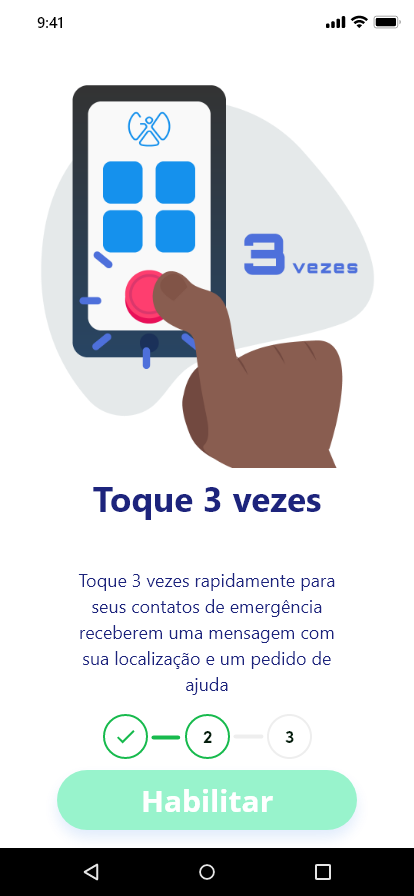 9:41
3 vezes
Toque 3 vezes
Toque 3 vezes rapidamente para
seus contatos de emergência
receberem uma mensagem com
sua localização e um pedido de
ajuda
2 3
Habilitar